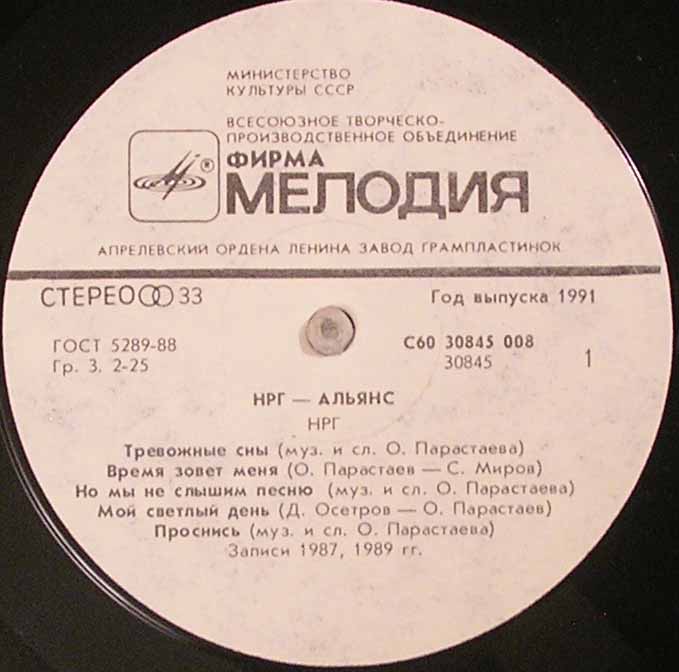 МИНИСТЕРСТВО
КУЛЬТУРЫ СССР
ВСЕСОЮЗНОЕ ТВОРЧЕСКО-
ПРОИЗВОДСТВЕННОЕ ОБЪЕДИНЕНИЕ
®
ФИРМА
МЕЛОДИЯ
АПРЕЛЕВСКИЙ ОРДЕНА ЛЕНИНА ЗАВОД ГРАМПЛАСТИНОК
СТЕРЕО 33
Год выпуска 1991
ГОСТ 5289-88
Гр. 3. 2-25
С60 30845 008
30845
1
НРГ — АЛЬЯНС
НРГ
Тревожные сны (муз. и сл. О. Парастаева)
Время зовет меня (О. Парастаев — С. Миров)
Но мы не слышим песню (муз. и сл. О. Парастаева)
Мой светлый день (Д. Осетров — О. Парастаев)
Проснись (муз. и сл. О. Парастаева)
Записи 1987, 1989 гг.